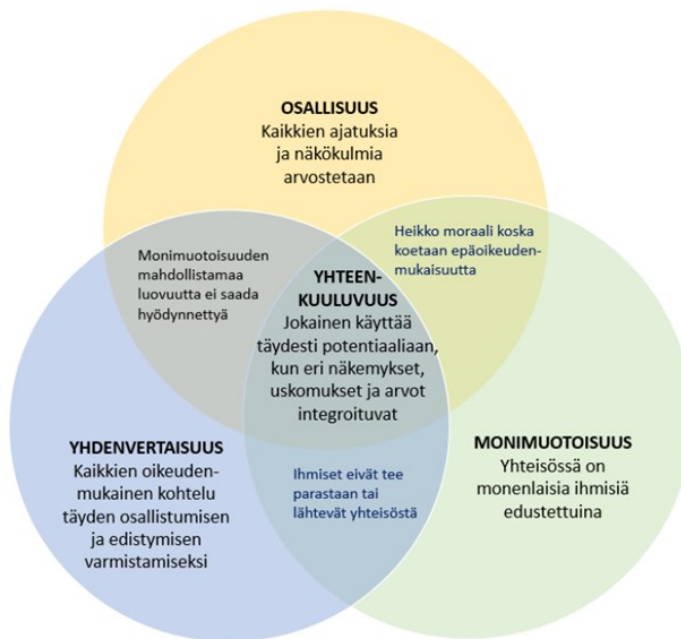 OSALLISUUS
Kaikkien ajatuksia
ja näkökulmia
arvostetaan
Heikko moraali koska
koetaan epäoikeuden-
mukaisuutta
Monimuotoisuuden
mahdollistamaa
luovuutta ei saada
hyödynnettyä
YHTEEN-
KUULUVUUS
Jokainen käyttää
täydesti potentiaaliaan,
kun eri näkemykset,
uskomukset ja arvot
integroituvat
YHDENVERTAISUUS
Kaikkien oikeuden-
mukainen kohtelu
täyden osallistumisen
ja edistymisen
varmistamiseksi
Ihmiset eivät tee
parastaan tai
lähtevät yhteisöstä
MONIMUOTOISUUS
Yhteisössä on
monenlaisia ihmisiä
edustettuina